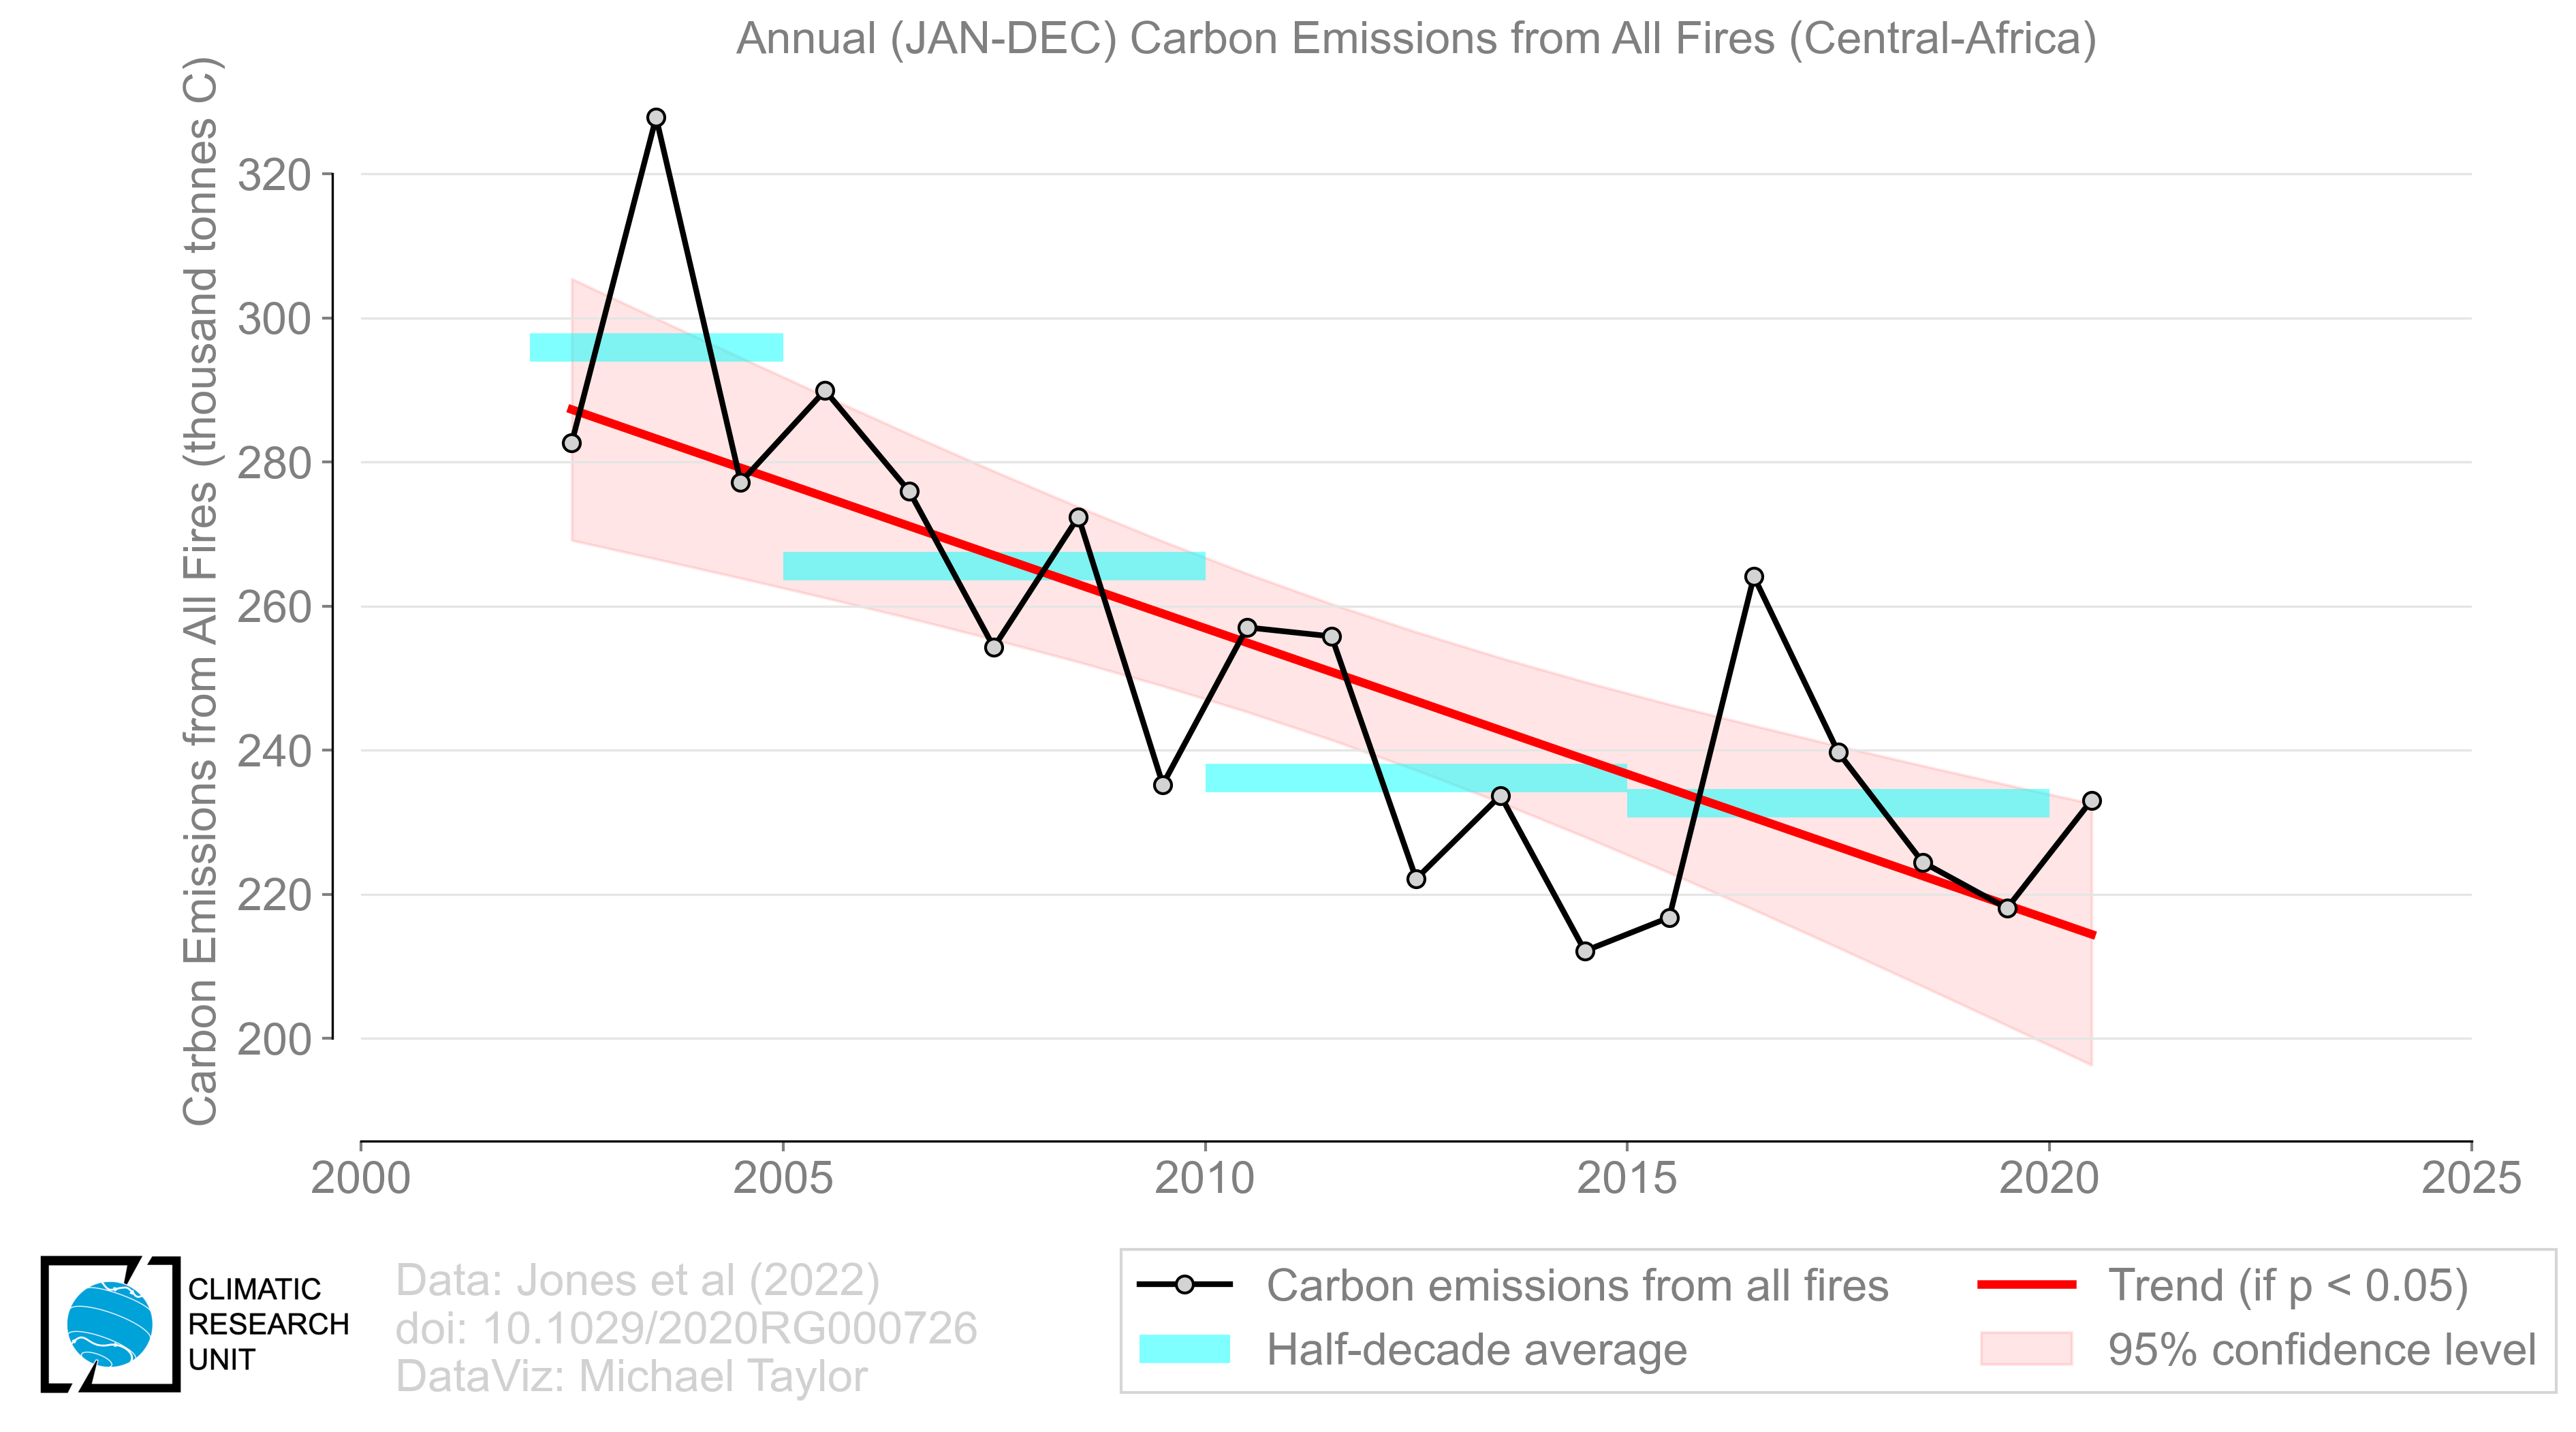 Annual (JAN-DEC) Carbon Emissions from All Fires (Central-Africa)
Carbon Emissions from All Fires (thousand tonnes C)
320
300
280
260
240
220
200
2000 2005 2010 2015 2020 2025
CLIMATIC
RESEARCH
UNIT
Data: Jones et al (2022)
doi: 10.1029/2020RG000726
DataViz: Michael Taylor
Carbon emissions from all fires
Half-decade average
Trend (if p < 0.05)
95% confidence level